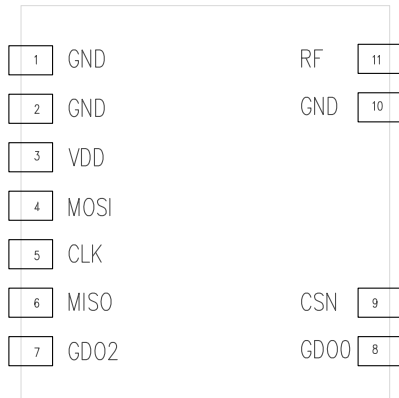 1 GND RF 11
2 GND GND 10
3 VDD
4 MOSI
5 CLK
6 MISO CSN 9
7 GDO2 GDO0 8